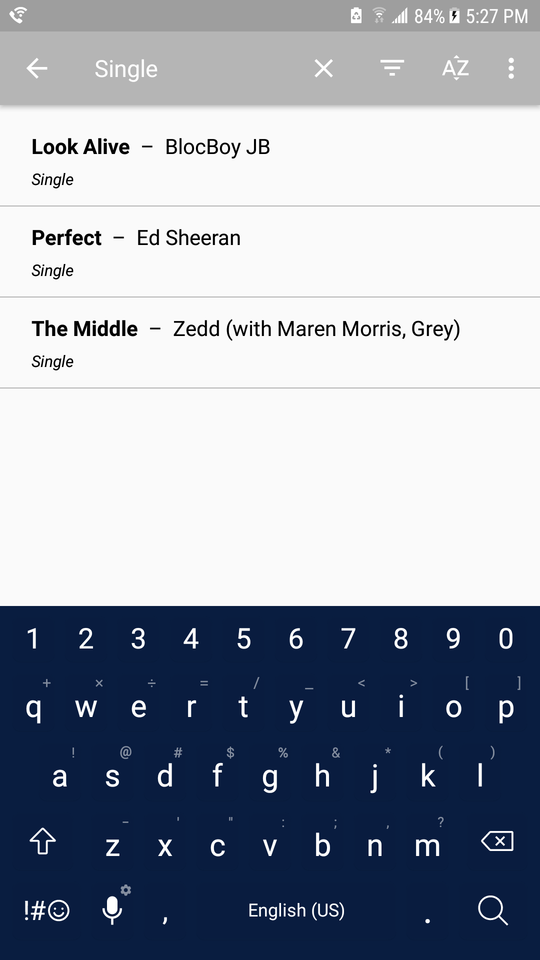 84% 5:27 PM
Single AZ
Look Alive – BlocBoy JB
Single
Perfect – Ed Sheeran
Single
The Middle – Zedd (with Maren Morris, Grey)
Single
1 2 3 4 5 6 7 8 9 0
+ × ÷ = / _ < > [ ]
q w e r t y u i o p
! @ # $ % & * ( )
a s d f g h j k l
- ' " : ; , ?
z x c v b n m
!#☺ , English (US) .